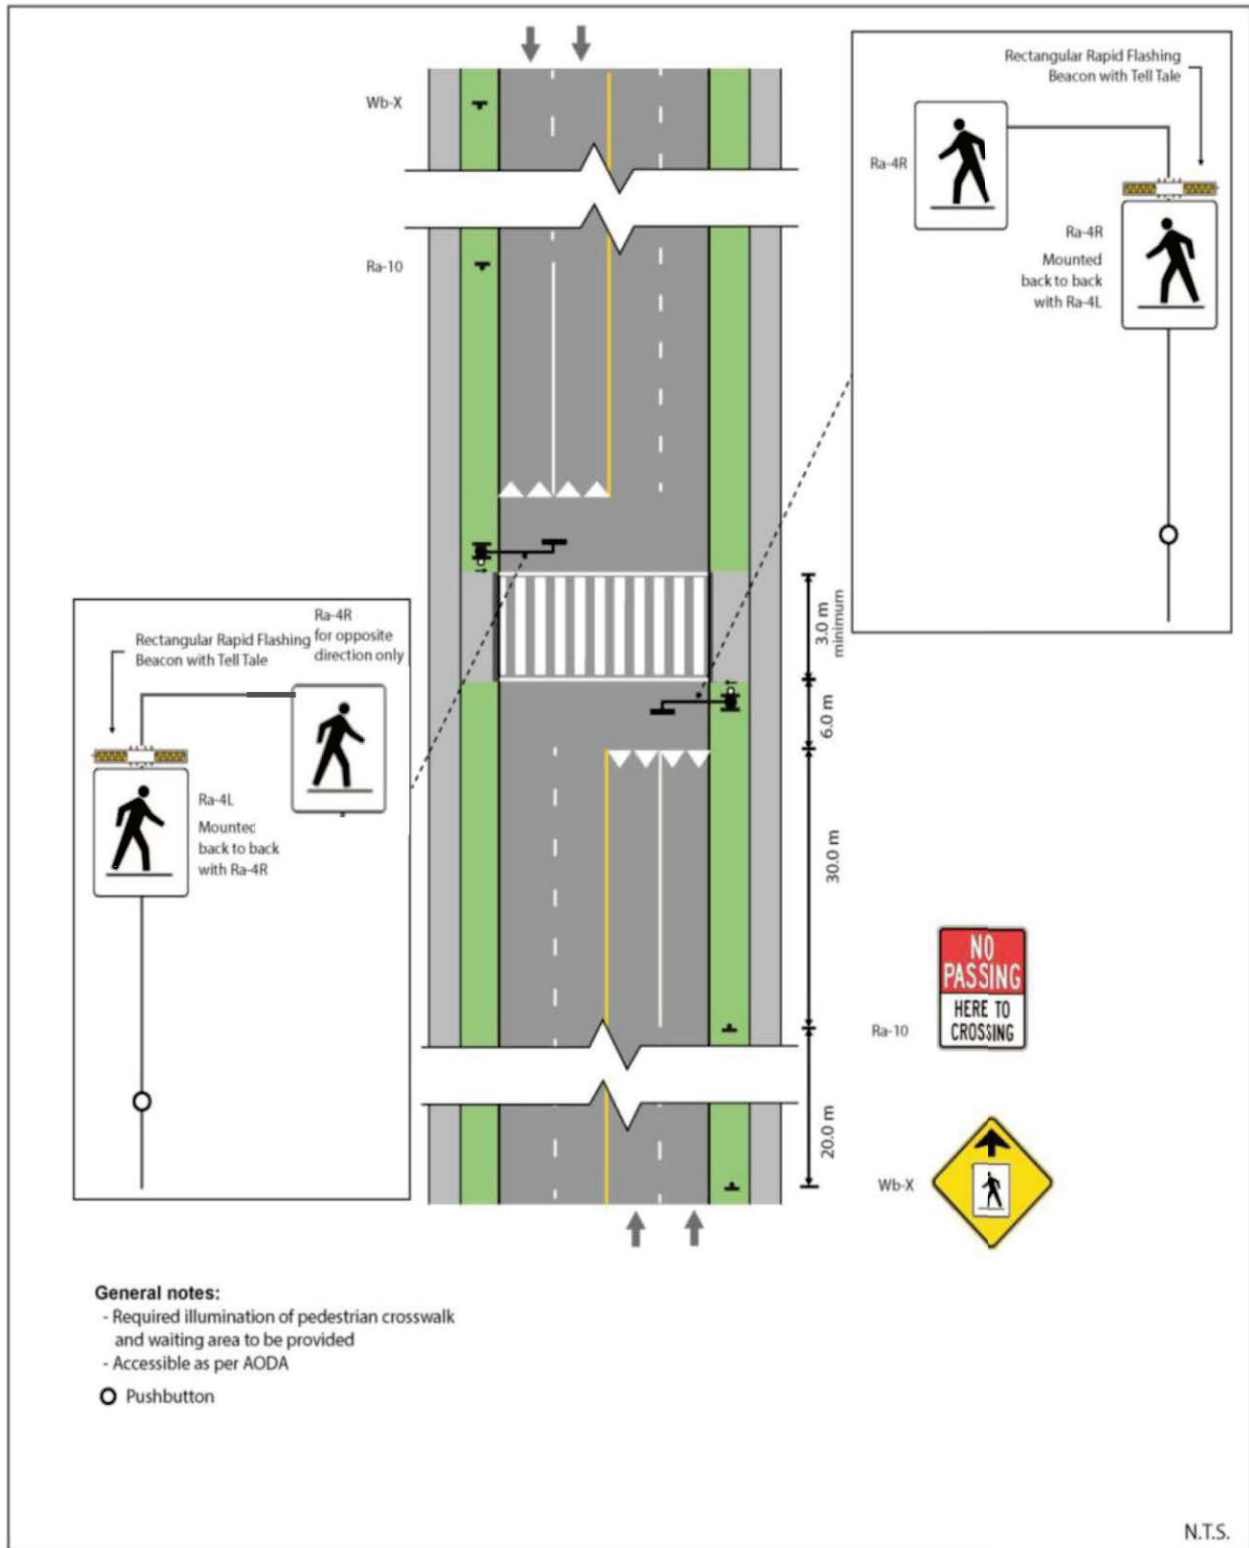 Rectangular Rapid Flashing
Beacon with Tell Tale
Wb-X
Ra-4R
Ra-4R
Mounted
back to back
with Ra-4L
Ra-10
3.0 m
minimum
6.0 m
30.0 m
20.0 m
Rectangular Rapid Flashing
Beacon with Tell Tale
Ra-4R
for opposite
direction only
Ra-4L
Mounted
back to back
with Ra-4R
NO
PASSING
HERE TO
CROSSING
Ra-10
Wb-X
General notes:
- Required illumination of pedestrian crosswalk
and waiting area to be provided
- Accessible as per AODA
Pushbutton
N.T.S.